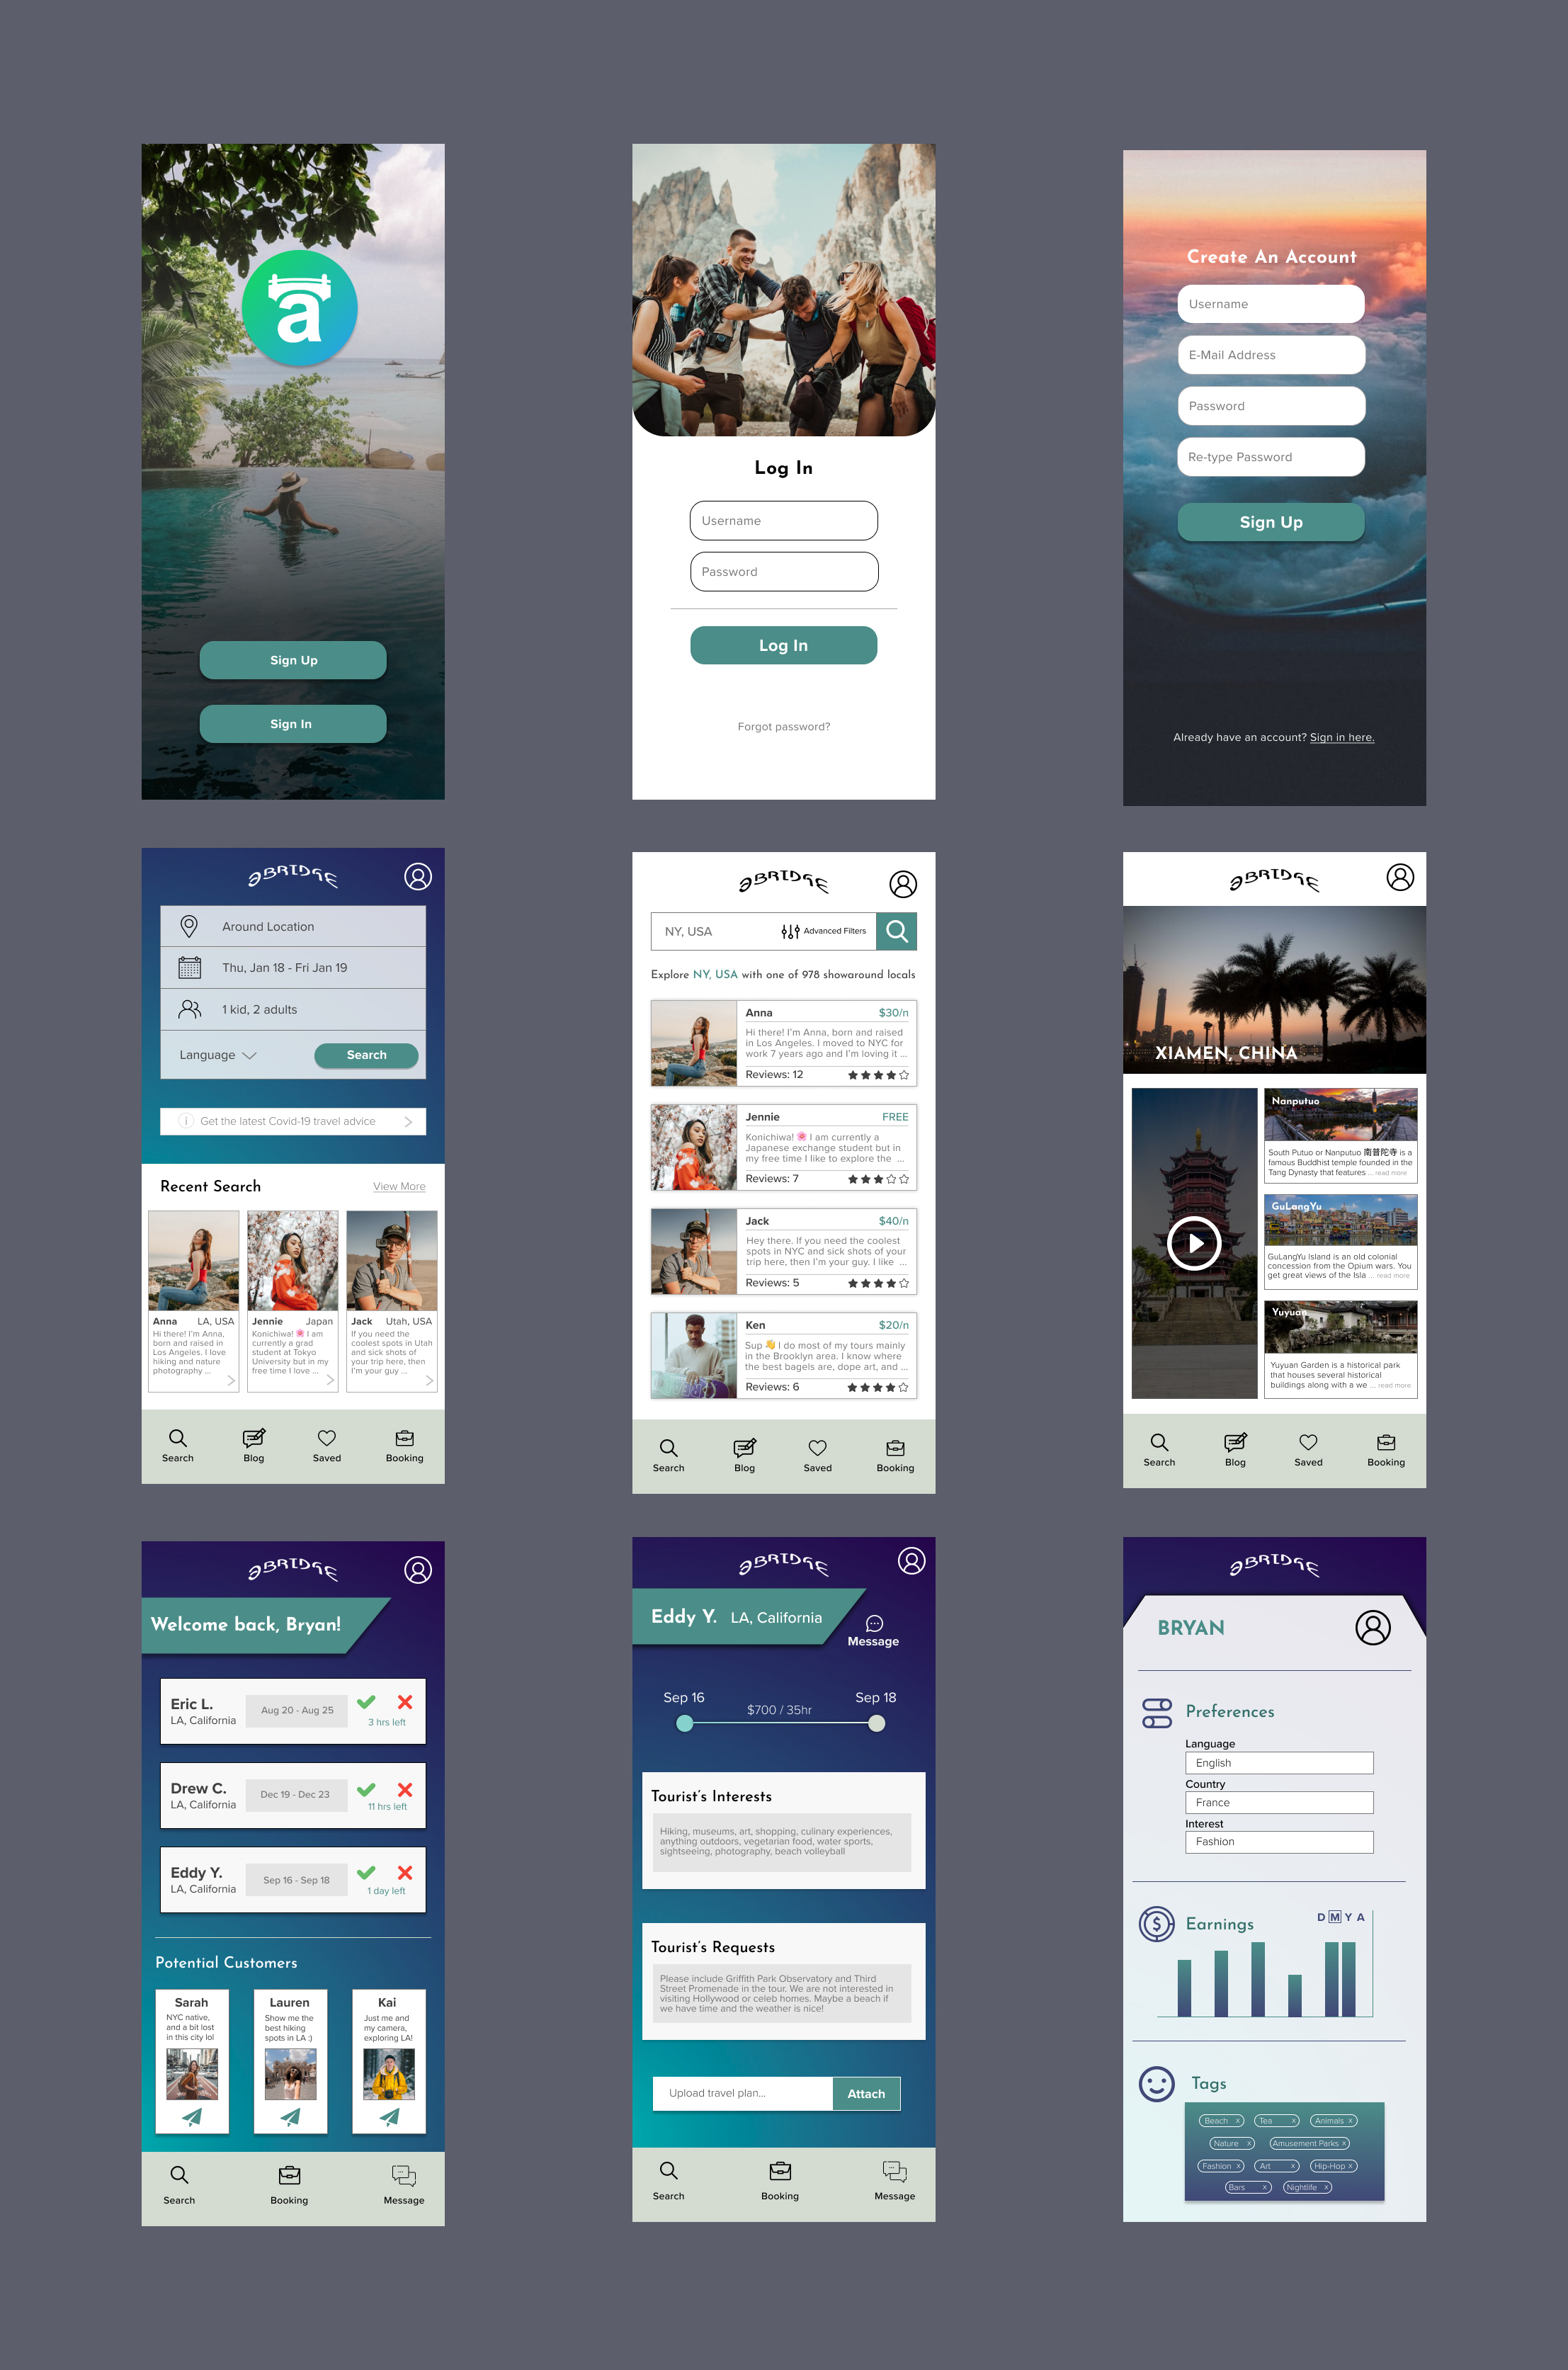 a
Sign Up
Sign In
Log In
Username
Password
Log In
Forgot password?
Create An Account
Username
E-Mail Address
Password
Re-type Password
Sign Up
Already have an account? Sign in here.
aBRIDGE
Around Location
Thu, Jan 18 - Fri Jan 19
1 kid, 2 adults
Language
Search
i Get the latest Covid-19 travel advice
Recent Search
View More
Anna LA, USA
Hi there! I'm Anna,
born and raised in
Los Angeles. I love
hiking and nature
photography ...
Jennie Japan
Konichiwa! 🌸 I am
currently a grad
student at Tokyo
University but in my
free time I love ...
Jack Utah, USA
If you need the
coolest spots in Utah
and sick shots of
your trip here, then
I'm your guy ...
Search
Blog
Saved
Booking
aBRIDGE
NY, USA
Advanced Filters
Explore NY, USA with one of 978 showaround locals
Anna $30/n
Hi there! I'm Anna, born and raised
in Los Angeles. I moved to NYC for
work 7 years ago and I'm loving it ...
Reviews: 12
Jennie FREE
Konichiwa! 🌸 I am currently a
Japanese exchange student but in
my free time I like to explore the ...
Reviews: 7
Jack $40/n
Hey there. If you need the coolest
spots in NYC and sick shots of your
trip here, then I'm your guy. I like ...
Reviews: 5
Ken $20/n
Sup 👋 I do most of my tours mainly
in the Brooklyn area. I know where
the best bagels are, dope art, and ...
Reviews: 6
Search
Blog
Saved
Booking
aBRIDGE
XIAMEN, CHINA
Nanputuo
South Putuo or Nanputuo 南普陀寺 is a
famous Buddhist temple founded in the
Tang Dynasty that features ... read more
GuLangYu
GuLangYu Island is an old colonial
concession from the Opium wars. You
get great views of the Isla ... read more
Yuyuan
Yuyuan Garden is a historical park
that houses several historical
buildings along with a we ... read more
Search
Blog
Saved
Booking
aBRIDGE
Welcome back, Bryan!
Eric L.
LA, California
Aug 20 - Aug 25
3 hrs left
Drew C.
LA, California
Dec 19 - Dec 23
11 hrs left
Eddy Y.
LA, California
Sep 16 - Sep 18
1 day left
Potential Customers
Sarah
NYC native,
and a bit lost
in this city lol
Lauren
Show me the
best hiking
spots in LA :)
Kai
Just me and
my camera,
exploring LA!
Search
Booking
Message
aBRIDGE
Eddy Y. LA, California
Message
Sep 16
$700 / 35hr
Sep 18
Tourist's Interests
Hiking, museums, art, shopping, culinary experiences,
anything outdoors, vegetarian food, water sports,
sightseeing, photography, beach volleyball
Tourist's Requests
Please include Griffith Park Observatory and Third
Street Promenade in the tour. We are not interested in
visiting Hollywood or celeb homes. Maybe a beach if
we have time and the weather is nice!
Upload travel plan...
Attach
Search
Booking
Message
aBRIDGE
BRYAN
Preferences
Language
English
Country
France
Interest
Fashion
$
Earnings
D M Y A
Tags
Beach x Tea x Animals x
Nature x Amusement Parks x
Fashion x Art x Hip-Hop x
Bars x Nightlife x